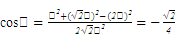 cos□ = □²+(√2□)²−(2□)² / 2√2□² = − √2 / 4